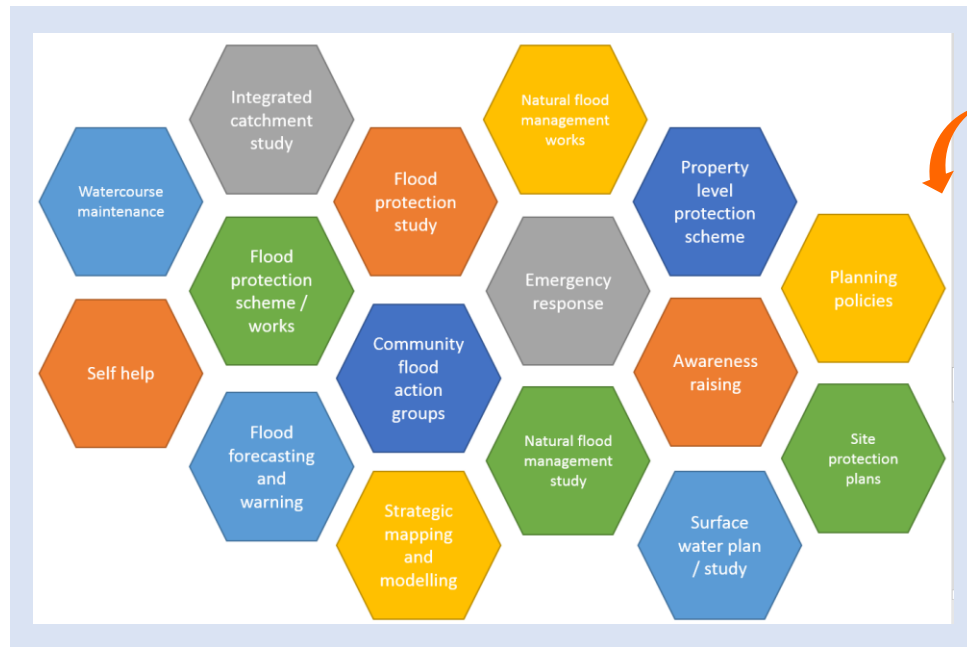 Integrated
catchment
study
Natural flood
management
works
Watercourse
maintenance
Flood
protection
study
Property
level
protection
scheme
Flood
protection
scheme /
works
Emergency
response
Planning
policies
Self help
Community
flood
action
groups
Awareness
raising
Flood
forecasting
and
warning
Natural flood
management
study
Site
protection
plans
Strategic
mapping
and
modelling
Surface
water plan
/ study